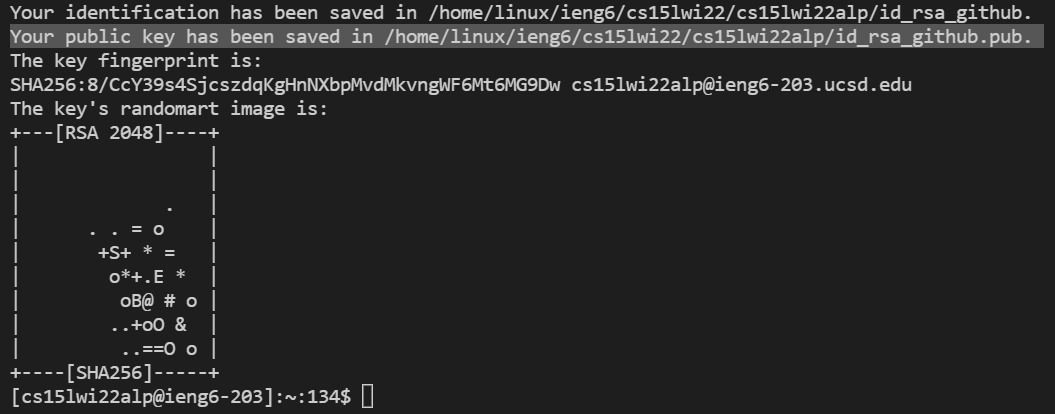 Your identification has been saved in /home/linux/ieng6/cs15lwi22/cs15lwi22alp/id_rsa_github.
Your public key has been saved in /home/linux/ieng6/cs15lwi22/cs15lwi22alp/id_rsa_github.pub.
The key fingerprint is:
SHA256:8/CcY39s4SjcszdqKgHnNXbpMvdMkvngWF6Mt6MG9Dw cs15lwi22alp@ieng6-203.ucsd.edu
The key's randomart image is:
+---[RSA 2048]----+
|                 |
|                 |
|             .   |
|      . . = o    |
|       +S+ * =   |
|        o*+.E *  |
|         oB@ # o |
|        ..+oO &  |
|         ..==O o |
+----[SHA256]-----+
[cs15lwi22alp@ieng6-203]:~:134$